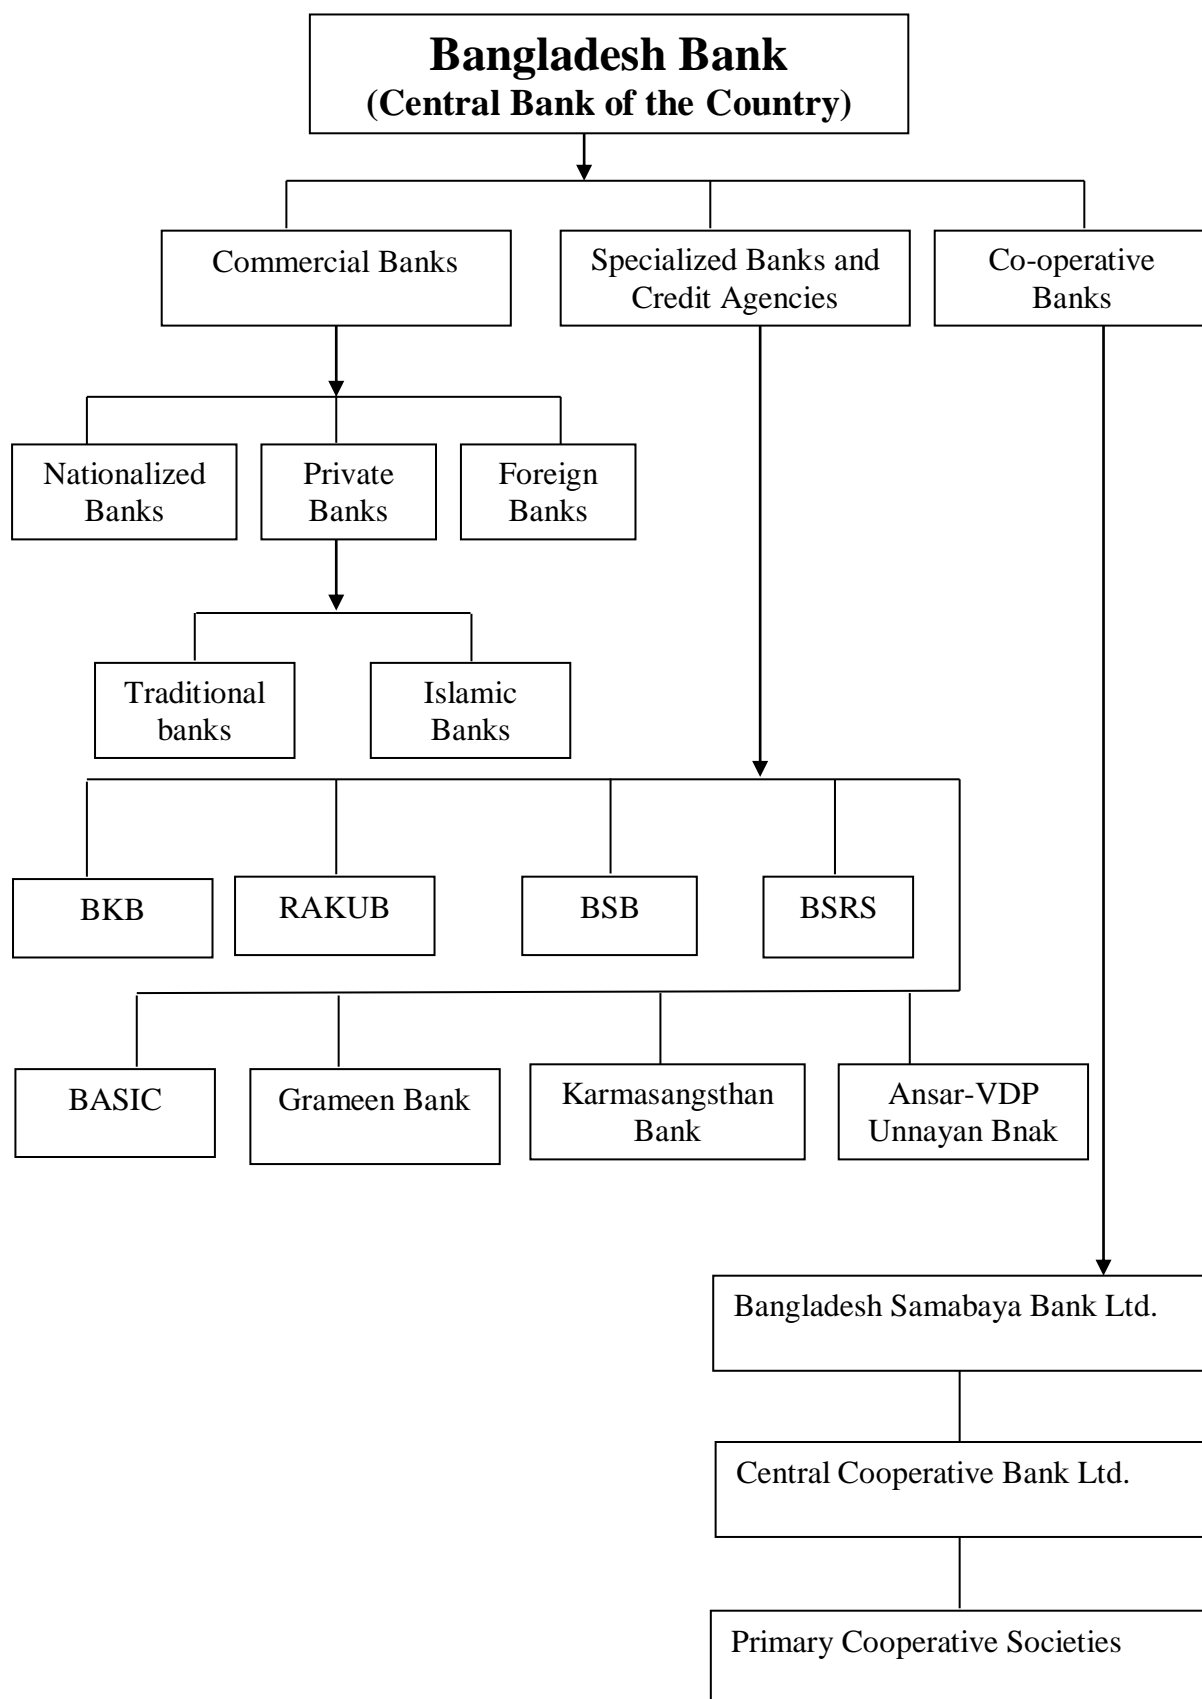 Bangladesh Bank
(Central Bank of the Country)
Commercial Banks
Specialized Banks and
Credit Agencies
Co-operative
Banks
Nationalized
Banks
Private
Banks
Foreign
Banks
Traditional
banks
Islamic
Banks
BKB
RAKUB
BSB
BSRS
BASIC
Grameen Bank
Karmasangsthan
Bank
Ansar-VDP
Unnayan Bnak
Bangladesh Samabaya Bank Ltd.
Central Cooperative Bank Ltd.
Primary Cooperative Societies